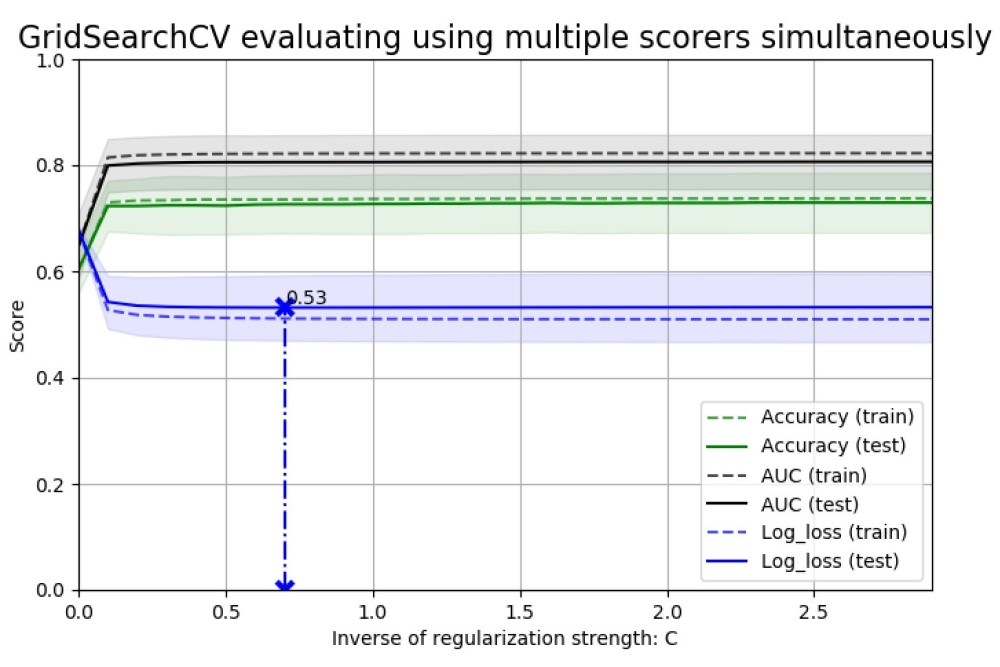 GridSearchCV evaluating using multiple scorers simultaneously
1.0
0.8
0.6
0.4
0.2
0.0
Score
0.53
Accuracy (train)
Accuracy (test)
AUC (train)
AUC (test)
Log_loss (train)
Log_loss (test)
0.0 0.5 1.0 1.5 2.0 2.5
Inverse of regularization strength: C